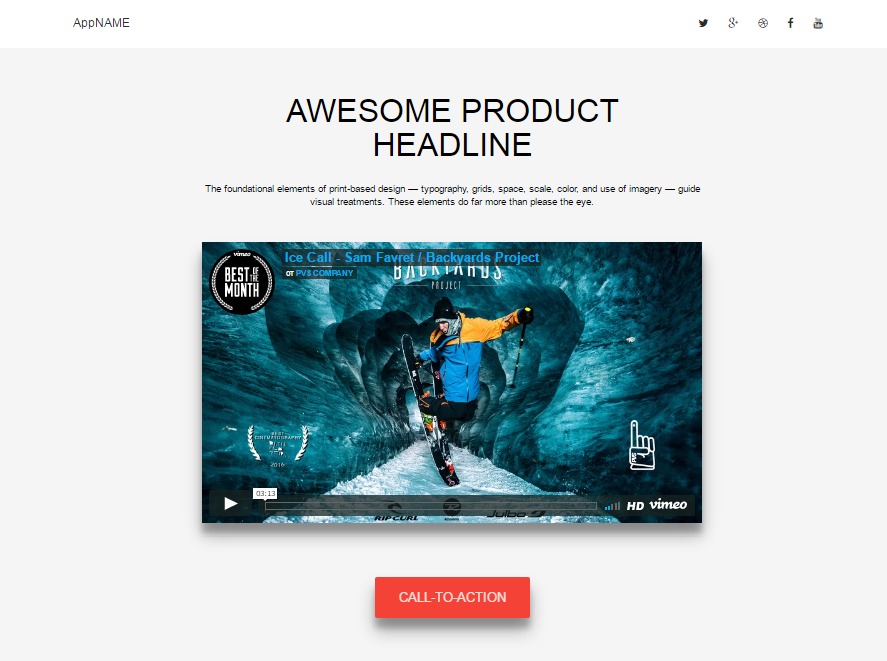 AppNAME
AWESOME PRODUCT
HEADLINE
The foundational elements of print-based design — typography, grids, space, scale, color, and use of imagery — guide
visual treatments. These elements do far more than please the eye.
vimeo
BEST OF THE
MONTH
Ice Call - Sam Favret / Backyards Project
от PVS COMPANY
BACKYARDS
PROJECT
BEST
CINEMATOGRAPHY
2016
PVS
03:13
RIP CURL
Julbo
HD vimeo
CALL-TO-ACTION